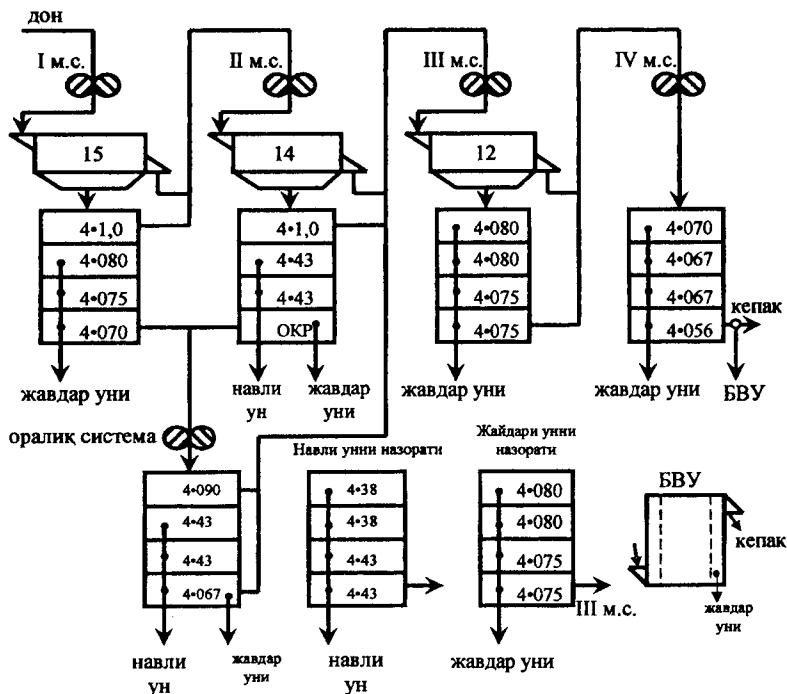 дон
I м.с.
II м.с.
III м.с.
IV м.с.
15
14
12
4•1,0
4•080
4•075
4•070
4•1,0
4•43
4•43
ОКР
4•080
4•080
4•075
4•075
4•070
4•067
4•067
4•056
кепак
жавдар уни
навли
ун
жавдар
уни
жавдар уни
жавдар уни
БВУ
оралиқ система
4•090
4•43
4•43
4•067
навли
ун
жавдар
уни
Навли унни назорати
4•38
4•38
4•43
4•43
навли
ун
Жайдари унни
назорати
4•080
4•080
4•075
4•075
III м.с.
жавдар уни
БВУ
кепак
жавдар
уни